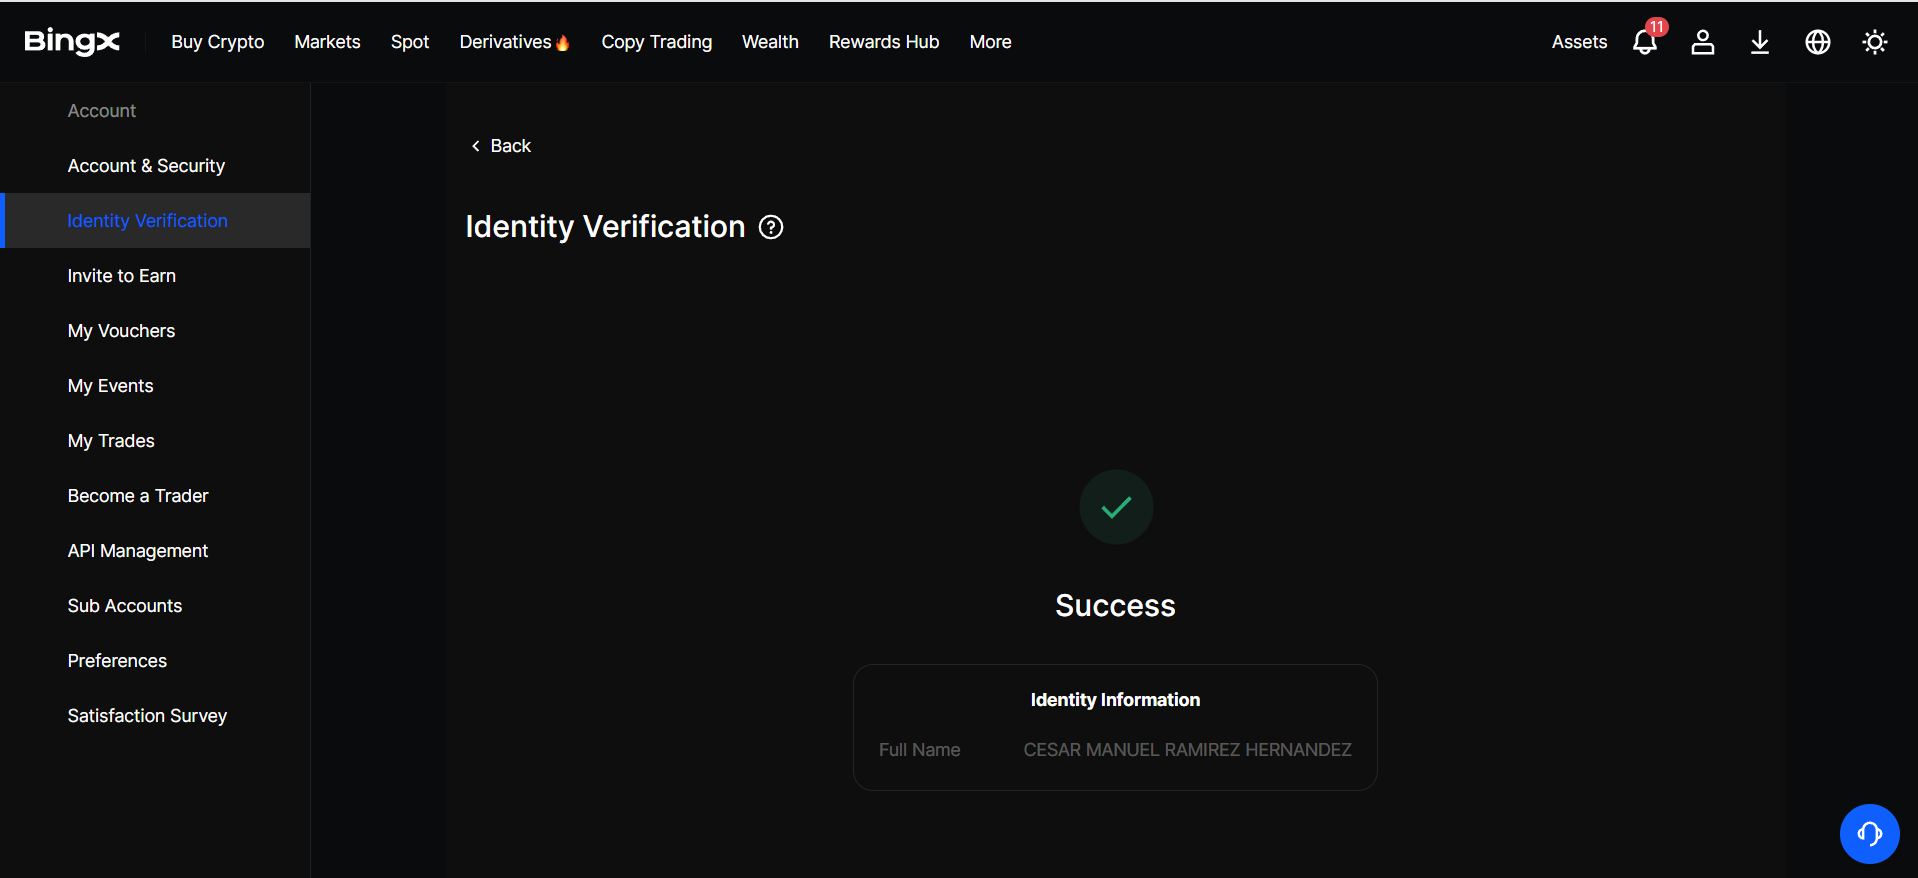 BingX
Buy Crypto Markets Spot Derivatives🔥 Copy Trading Wealth Rewards Hub More
Assets 11
Account
Account & Security
Identity Verification
Invite to Earn
My Vouchers
My Events
My Trades
Become a Trader
API Management
Sub Accounts
Preferences
Satisfaction Survey
Back
Identity Verification ?
Success
Identity Information
Full Name CESAR MANUEL RAMIREZ HERNANDEZ